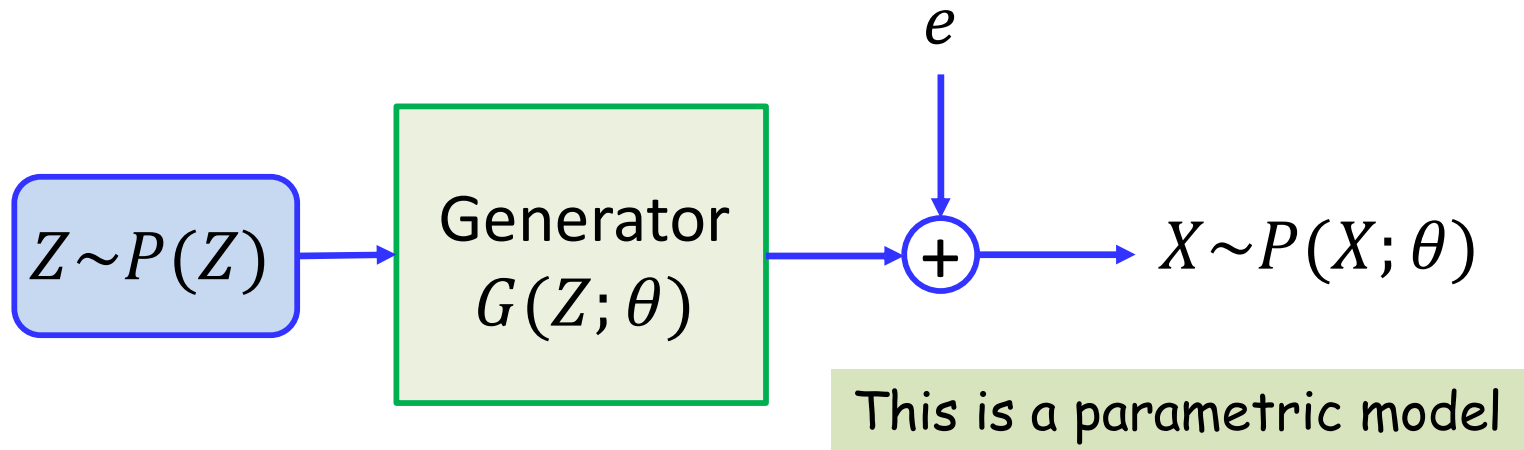 e
Z~P(Z)
Generator
G(Z; θ)
+
X~P(X; θ)
This is a parametric model